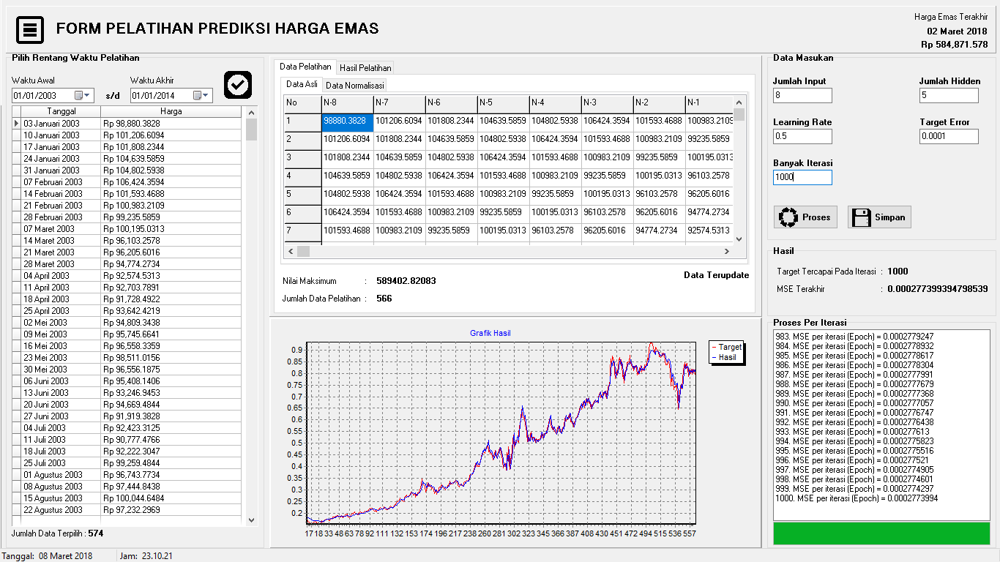 FORM PELATIHAN PREDIKSI HARGA EMAS
Harga Emas Terakhir
02 Maret 2018
Rp 584,871.578
Pilih Rentang Waktu Pelatihan
Waktu Awal
Waktu Akhir
01/01/2003 s/d 01/01/2014
Tanggal Harga
03 Januari 2003 Rp 98,880.3828
10 Januari 2003 Rp 101,206.6094
17 Januari 2003 Rp 101,808.2344
24 Januari 2003 Rp 104,639.5859
31 Januari 2003 Rp 104,802.5938
07 Februari 2003 Rp 106,424.3594
14 Februari 2003 Rp 101,593.4688
21 Februari 2003 Rp 100,983.2109
28 Februari 2003 Rp 99,235.5859
07 Maret 2003 Rp 100,195.0313
14 Maret 2003 Rp 96,103.2578
21 Maret 2003 Rp 96,205.6016
28 Maret 2003 Rp 94,774.2734
04 April 2003 Rp 92,574.5313
11 April 2003 Rp 92,703.7891
18 April 2003 Rp 91,728.4922
25 April 2003 Rp 93,642.4219
02 Mei 2003 Rp 94,809.3438
09 Mei 2003 Rp 95,745.6641
16 Mei 2003 Rp 96,558.3359
23 Mei 2003 Rp 98,511.0156
30 Mei 2003 Rp 96,556.1875
06 Juni 2003 Rp 95,408.1406
13 Juni 2003 Rp 93,246.9453
20 Juni 2003 Rp 94,669.4844
27 Juni 2003 Rp 91,919.3828
04 Juli 2003 Rp 92,423.3125
11 Juli 2003 Rp 90,777.4766
18 Juli 2003 Rp 92,222.3047
25 Juli 2003 Rp 99,259.4844
01 Agustus 2003 Rp 96,743.7734
08 Agustus 2003 Rp 97,444.8438
15 Agustus 2003 Rp 100,044.6484
22 Agustus 2003 Rp 97,232.2969
Jumlah Data Terpilih : 574
Data Pelatihan Hasil Pelatihan
Data Asli Data Normalisasi
No N-8 N-7 N-6 N-5 N-4 N-3 N-2 N-1
1 98880.3828 101206.6094 101808.2344 104639.5859 104802.5938 106424.3594 101593.4688 100983.2109
2 101206.6094 101808.2344 104639.5859 104802.5938 106424.3594 101593.4688 100983.2109 99235.5859
3 101808.2344 104639.5859 104802.5938 106424.3594 101593.4688 100983.2109 99235.5859 100195.0313
4 104639.5859 104802.5938 106424.3594 101593.4688 100983.2109 99235.5859 100195.0313 96103.2578
5 104802.5938 106424.3594 101593.4688 100983.2109 99235.5859 100195.0313 96103.2578 96205.6016
6 106424.3594 101593.4688 100983.2109 99235.5859 100195.0313 96103.2578 96205.6016 94774.2734
7 101593.4688 100983.2109 99235.5859 100195.0313 96103.2578 96205.6016 94774.2734 92574.5313
Nilai Maksimum : 589402.82083
Data Terupdate
Jumlah Data Pelatihan : 566
Grafik Hasil
Target
Hasil
0.9
0.85
0.8
0.75
0.7
0.65
0.6
0.55
0.5
0.45
0.4
0.35
0.3
0.25
0.2
17 18 33 48 63 78 92 111 132 153 174 196 217 238 260 281 302 323 345 366 387 408 430 451 472 494 515 536 557
Data Masukan
Jumlah Input Jumlah Hidden
8 5
Learning Rate Target Error
0.5 0.0001
Banyak Iterasi
1000
Proses Simpan
Hasil
Target Tercapai Pada Iterasi : 1000
MSE Terakhir : 0.000277399394798539
Proses Per Iterasi
983. MSE per iterasi (Epoch) = 0.0002779247
984. MSE per iterasi (Epoch) = 0.0002778932
985. MSE per iterasi (Epoch) = 0.0002778617
986. MSE per iterasi (Epoch) = 0.0002778304
987. MSE per iterasi (Epoch) = 0.0002777991
988. MSE per iterasi (Epoch) = 0.0002777679
989. MSE per iterasi (Epoch) = 0.0002777368
990. MSE per iterasi (Epoch) = 0.0002777057
991. MSE per iterasi (Epoch) = 0.0002776747
992. MSE per iterasi (Epoch) = 0.0002776438
993. MSE per iterasi (Epoch) = 0.000277613
994. MSE per iterasi (Epoch) = 0.0002775823
995. MSE per iterasi (Epoch) = 0.0002775516
996. MSE per iterasi (Epoch) = 0.000277521
997. MSE per iterasi (Epoch) = 0.0002774905
998. MSE per iterasi (Epoch) = 0.0002774601
999. MSE per iterasi (Epoch) = 0.0002774297
1000. MSE per iterasi (Epoch) = 0.0002773994
Tanggal: 08 Maret 2018 Jam: 23.10.21